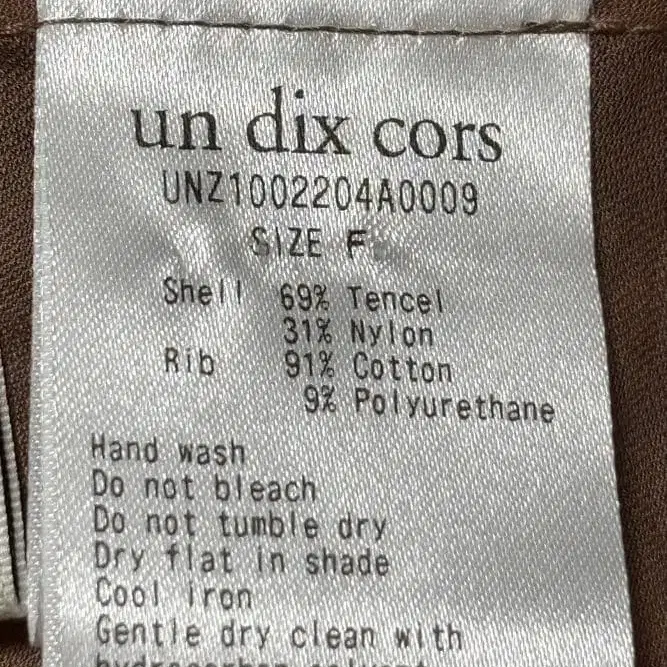 un dix cors
UNZ1002204A0009
SIZE F
Shell 69% Tencel
31% Nylon
Rib 91% Cotton
9% Polyurethane
Hand wash
Do not bleach
Do not tumble dry
Dry flat in shade
Cool iron
Gentle dry clean with